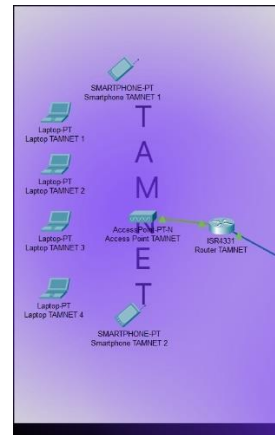 SMARTPHONE-PT
Smartphone TAMNET 1
Laptop-PT
Laptop TAMNET 1
T
A
M
N
E
T
Laptop-PT
Laptop TAMNET 2
AccessPoint-PT-N
Access Point TAMNET
Laptop-PT
Laptop TAMNET 3
ISR4331
Router TAMNET
Laptop-PT
Laptop TAMNET 4
SMARTPHONE-PT
Smartphone TAMNET 2